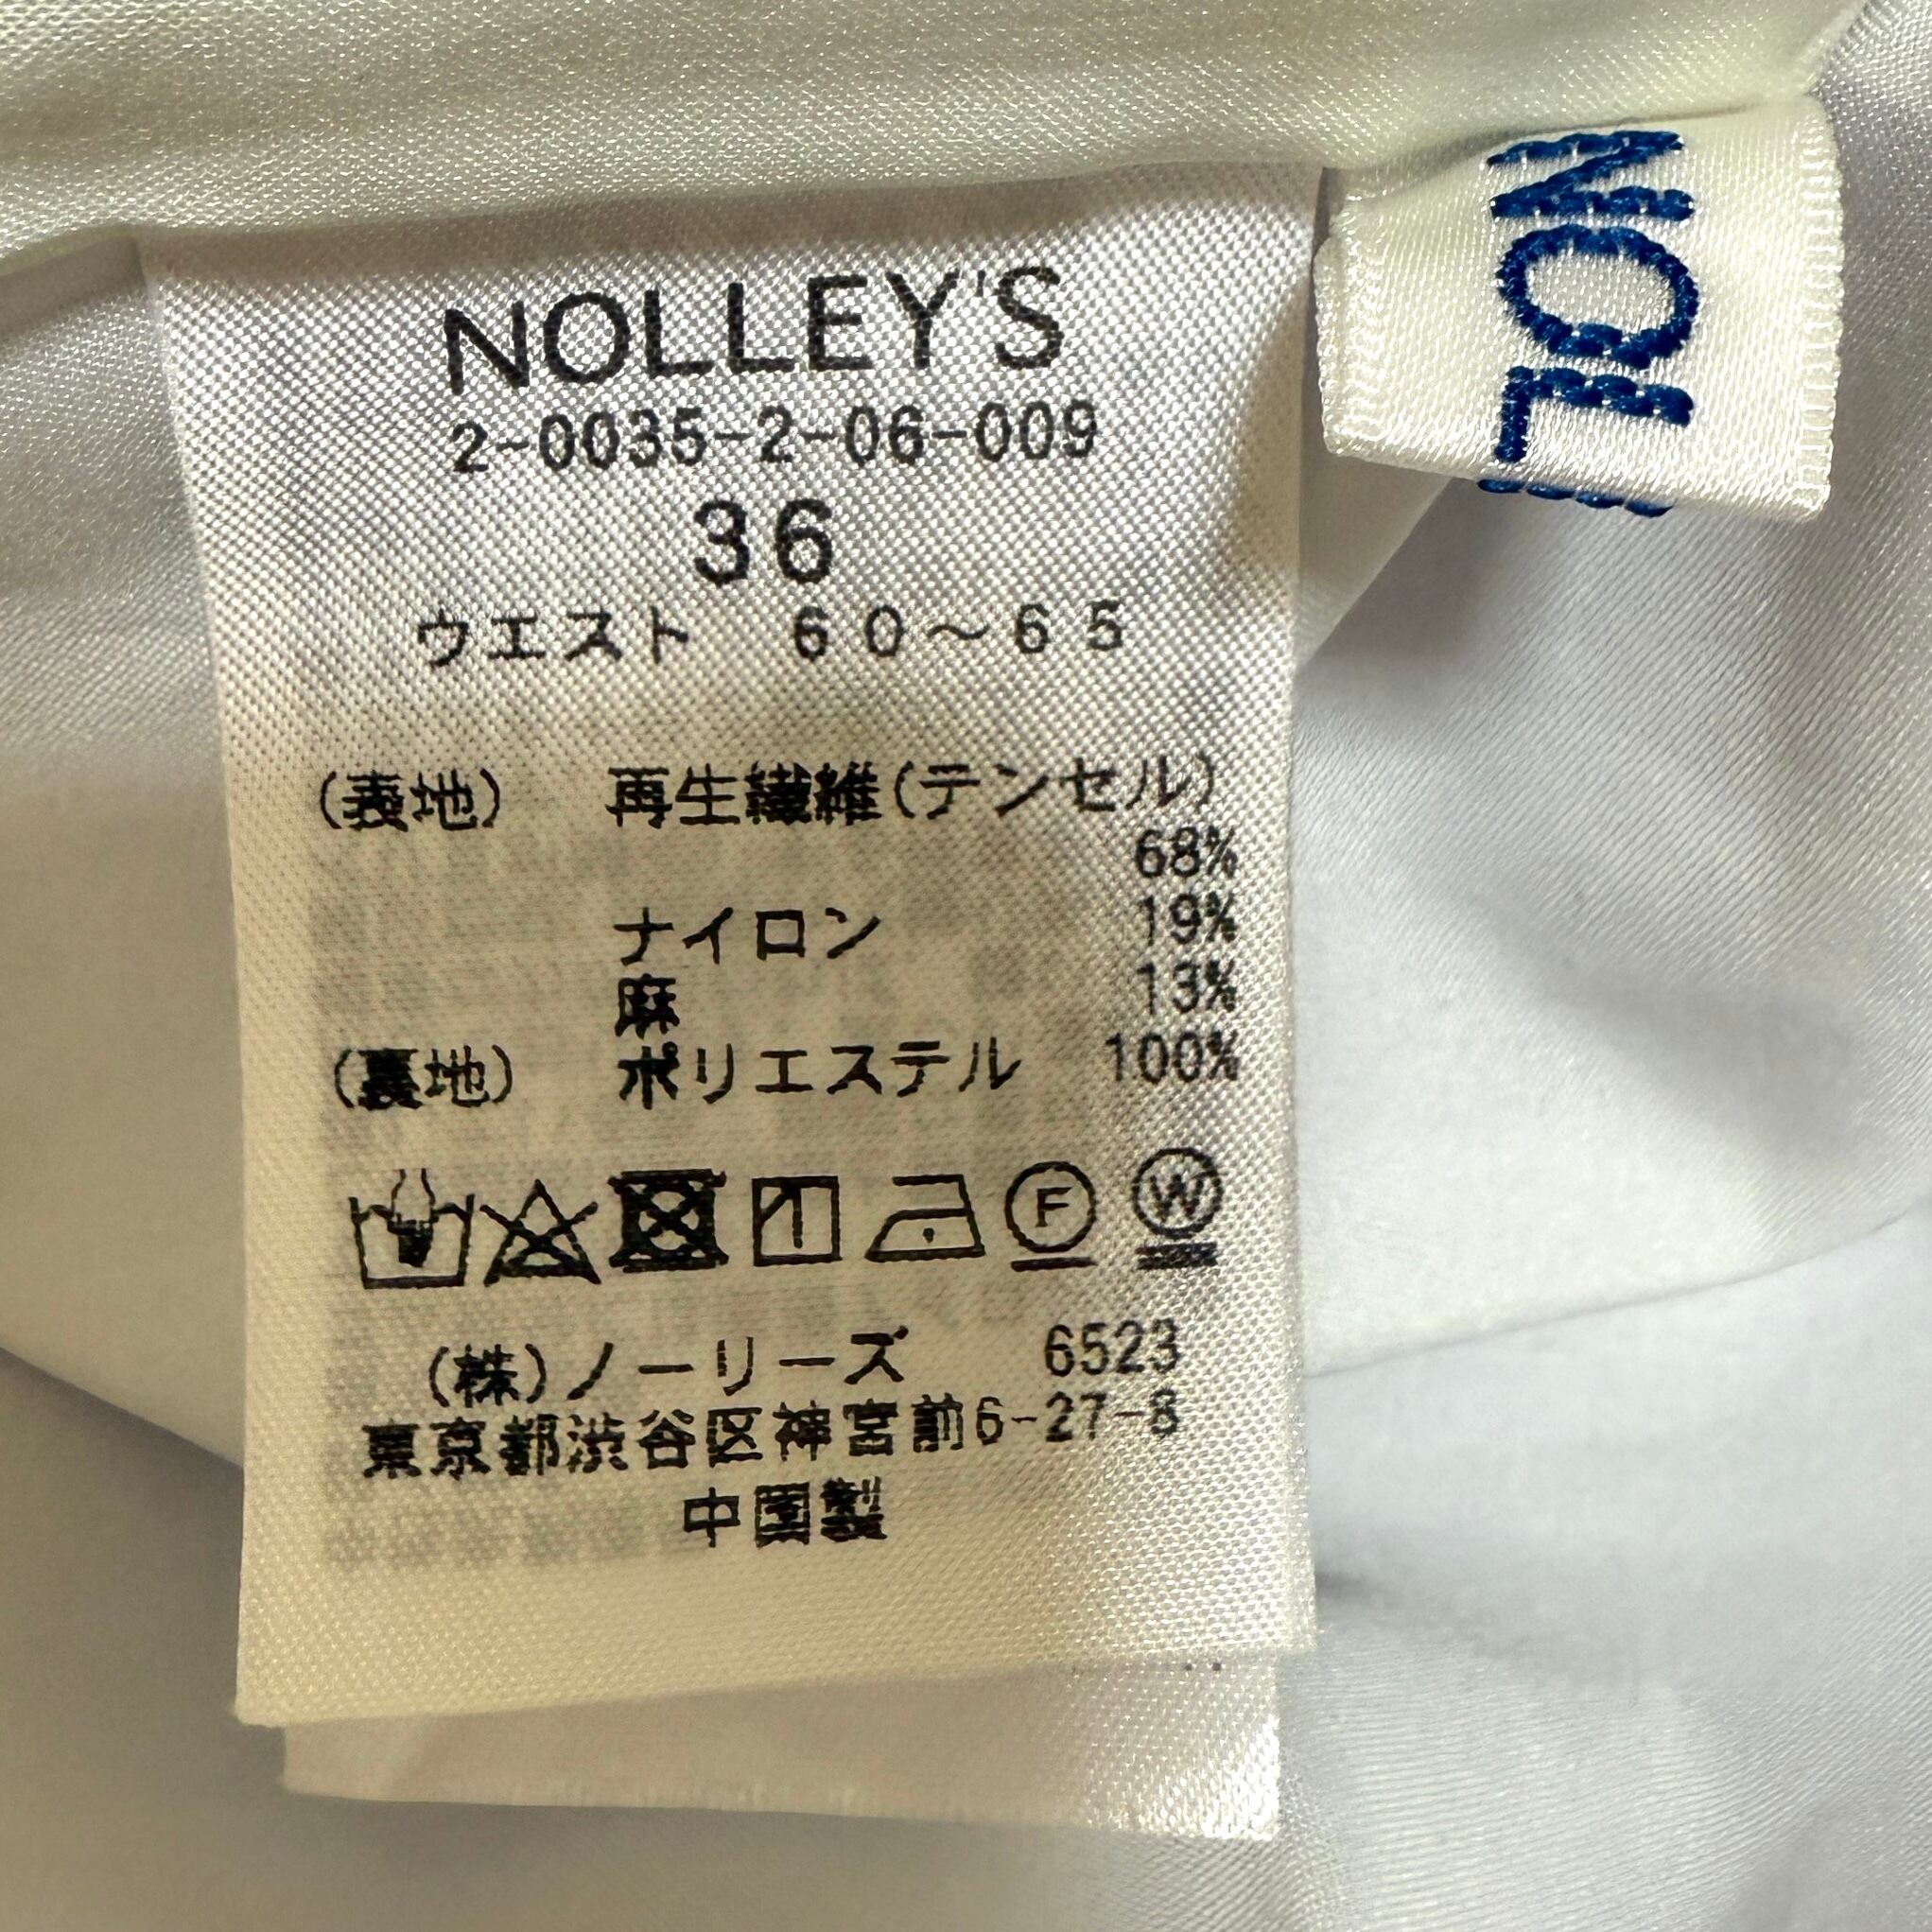 NOLLEY'S
2-0035-2-06-009
36
ウエスト 60～65
(表地) 再生繊維(テンセル)
68%
ナイロン 19%
麻 13%
(裏地) ポリエステル 100%
F W
(株)ノーリーズ 6523
東京都渋谷区神宮前6-27-8
中国製
NOL